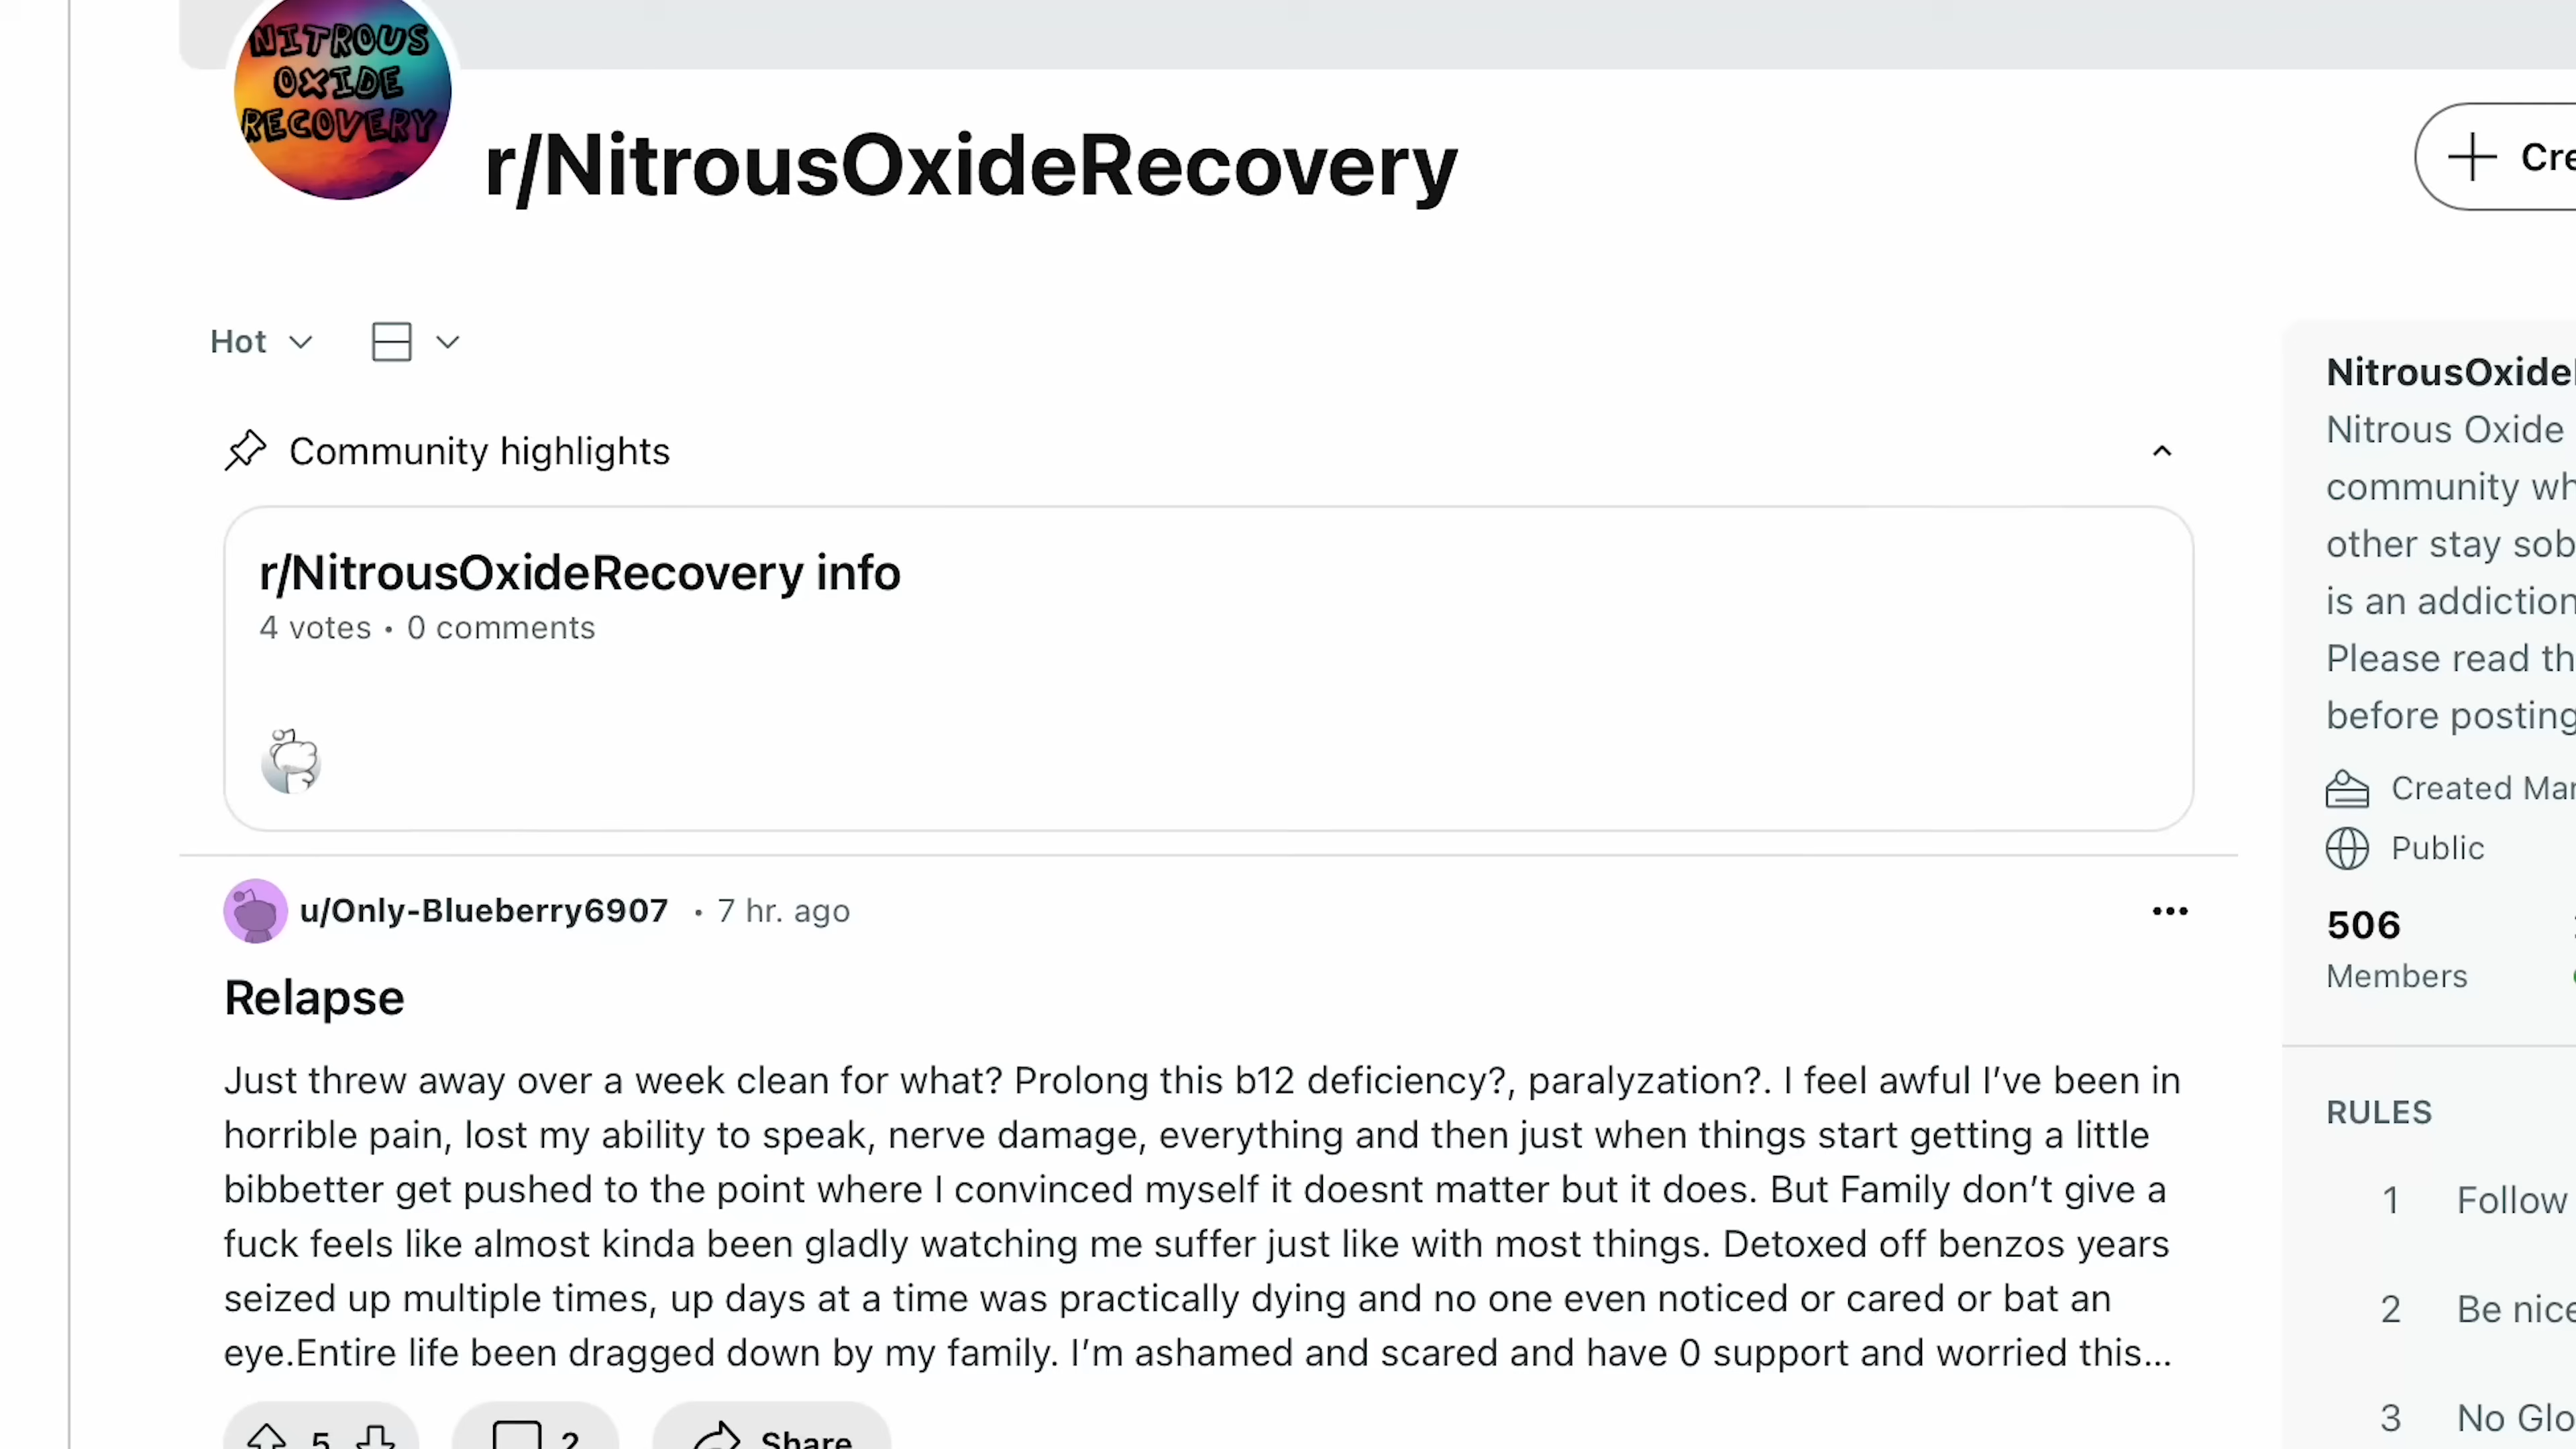 NITROUS
OXIDE
RECOVERY
r/NitrousOxideRecovery
Hot
Community highlights
r/NitrousOxideRecovery info
4 votes • 0 comments
u/Only-Blueberry6907 • 7 hr. ago
Relapse
Just threw away over a week clean for what? Prolong this b12 deficiency?, paralyzation?. I feel awful I’ve been in
horrible pain, lost my ability to speak, nerve damage, everything and then just when things start getting a little
bibbetter get pushed to the point where I convinced myself it doesnt matter but it does. But Family don’t give a
fuck feels like almost kinda been gladly watching me suffer just like with most things. Detoxed off benzos years
seized up multiple times, up days at a time was practically dying and no one even noticed or cared or bat an
eye.Entire life been dragged down by my family. I’m ashamed and scared and have 0 support and worried this...
5
2
Share
Nitrous Oxide
community
other stay
is an addiction
Please read
before posting
Created
Public
506
Members
RULES
1 Follow
2 Be
3 No